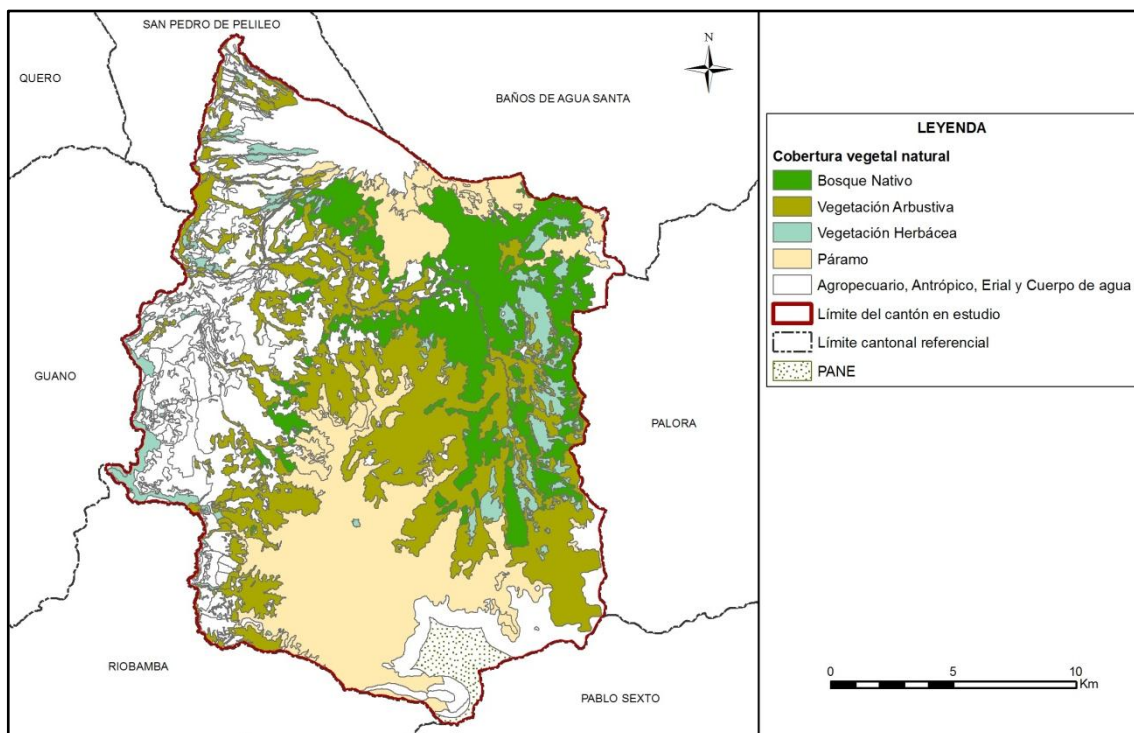 SAN PEDRO DE PELILEO
QUERO
N
BAÑOS DE AGUA SANTA
GUANO
PALORA
RIOBAMBA
PABLO SEXTO
LEYENDA
Cobertura vegetal natural
Bosque Nativo
Vegetación Arbustiva
Vegetación Herbácea
Páramo
Agropecuario, Antrópico, Erial y Cuerpo de agua
Límite del cantón en estudio
Límite cantonal referencial
PANE
0 5 10
Km